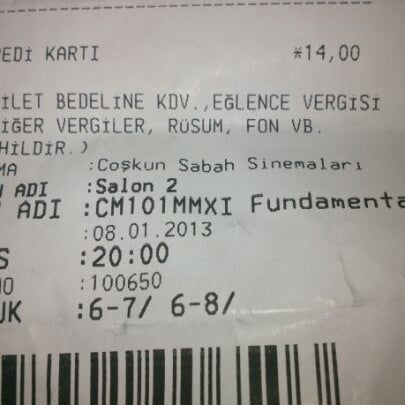 EDİ KARTI *14,00
İLET BEDELİNE KDV.,EĞLENCE VERGİSİ
İĞER VERGİLER, RÜSUM, FON VB.
HİLDİR.)
MA :Coşkun Sabah Sinemaları
ADI :Salon 2
ADI :CM101MMXI Fundamenta
:08.01.2013
S :20:00
NO :100650
UK :6-7/ 6-8/